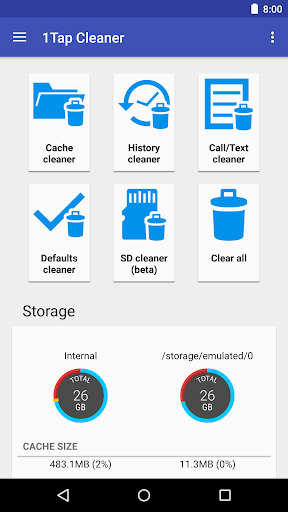 8:00
1Tap Cleaner
Cache
cleaner
History
cleaner
Call/Text
cleaner
Defaults
cleaner
SD cleaner
(beta)
Clear all
Storage
Internal
/storage/emulated/0
TOTAL
26
GB
TOTAL
26
GB
CACHE SIZE
483.1MB (2%)
11.3MB (0%)